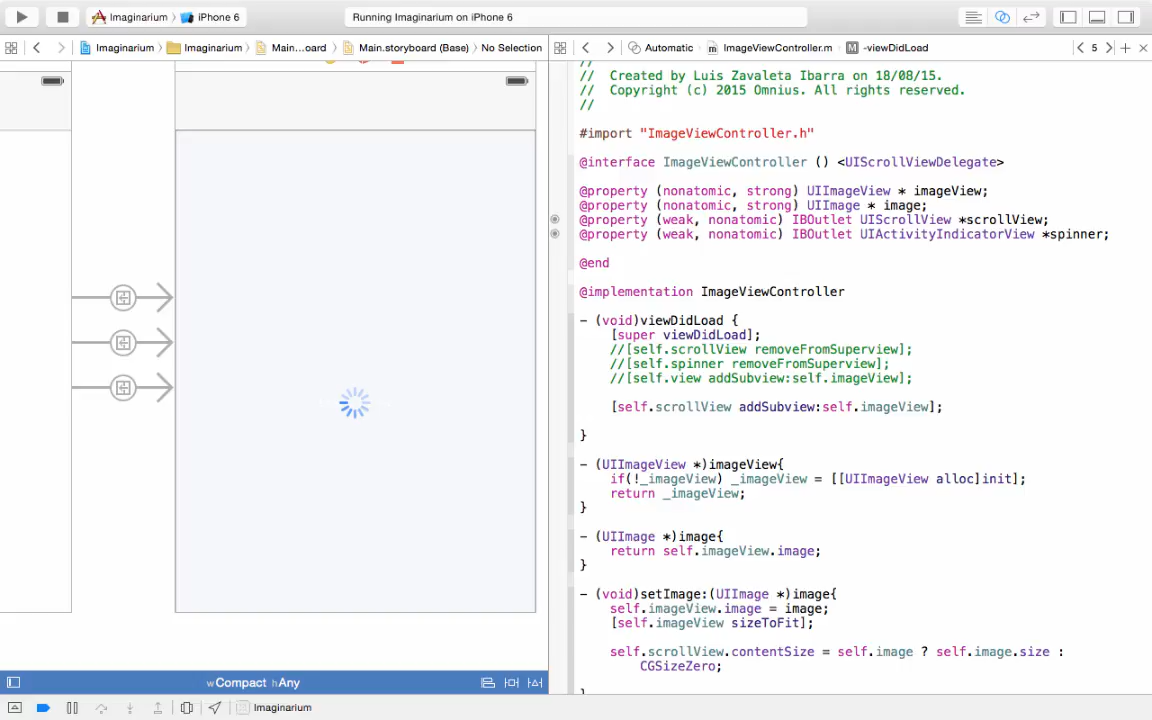 Imaginarium iPhone 6 Running Imaginarium on iPhone 6
Imaginarium Imaginarium Main...oard Main.storyboard (Base) No Selection Automatic ImageViewController.m M -viewDidLoad 5
//
// Created by Luis Zavaleta Ibarra on 18/08/15.
// Copyright (c) 2015 Omnius. All rights reserved.
//
#import "ImageViewController.h"
@interface ImageViewController () <UIScrollViewDelegate>
@property (nonatomic, strong) UIImageView * imageView;
@property (nonatomic, strong) UIImage * image;
@property (weak, nonatomic) IBOutlet UIScrollView *scrollView;
@property (weak, nonatomic) IBOutlet UIActivityIndicatorView *spinner;
@end
@implementation ImageViewController
- (void)viewDidLoad {
[super viewDidLoad];
//[self.scrollView removeFromSuperview];
//[self.spinner removeFromSuperview];
//[self.view addSubview:self.imageView];
[self.scrollView addSubview:self.imageView];
}
- (UIImageView *)imageView{
if(!_imageView) _imageView = [[UIImageView alloc]init];
return _imageView;
}
- (UIImage *)image{
return self.imageView.image;
}
- (void)setImage:(UIImage *)image{
self.imageView.image = image;
[self.imageView sizeToFit];
self.scrollView.contentSize = self.image ? self.image.size :
CGSizeZero;
}
wCompact hAny
Imaginarium